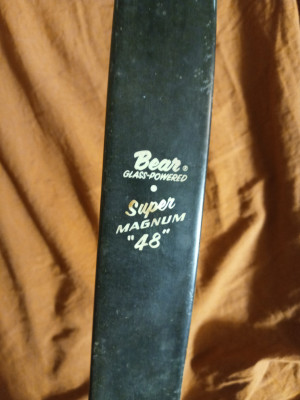 Bear®
GLASS-POWERED
•
Super
MAGNUM
"48"